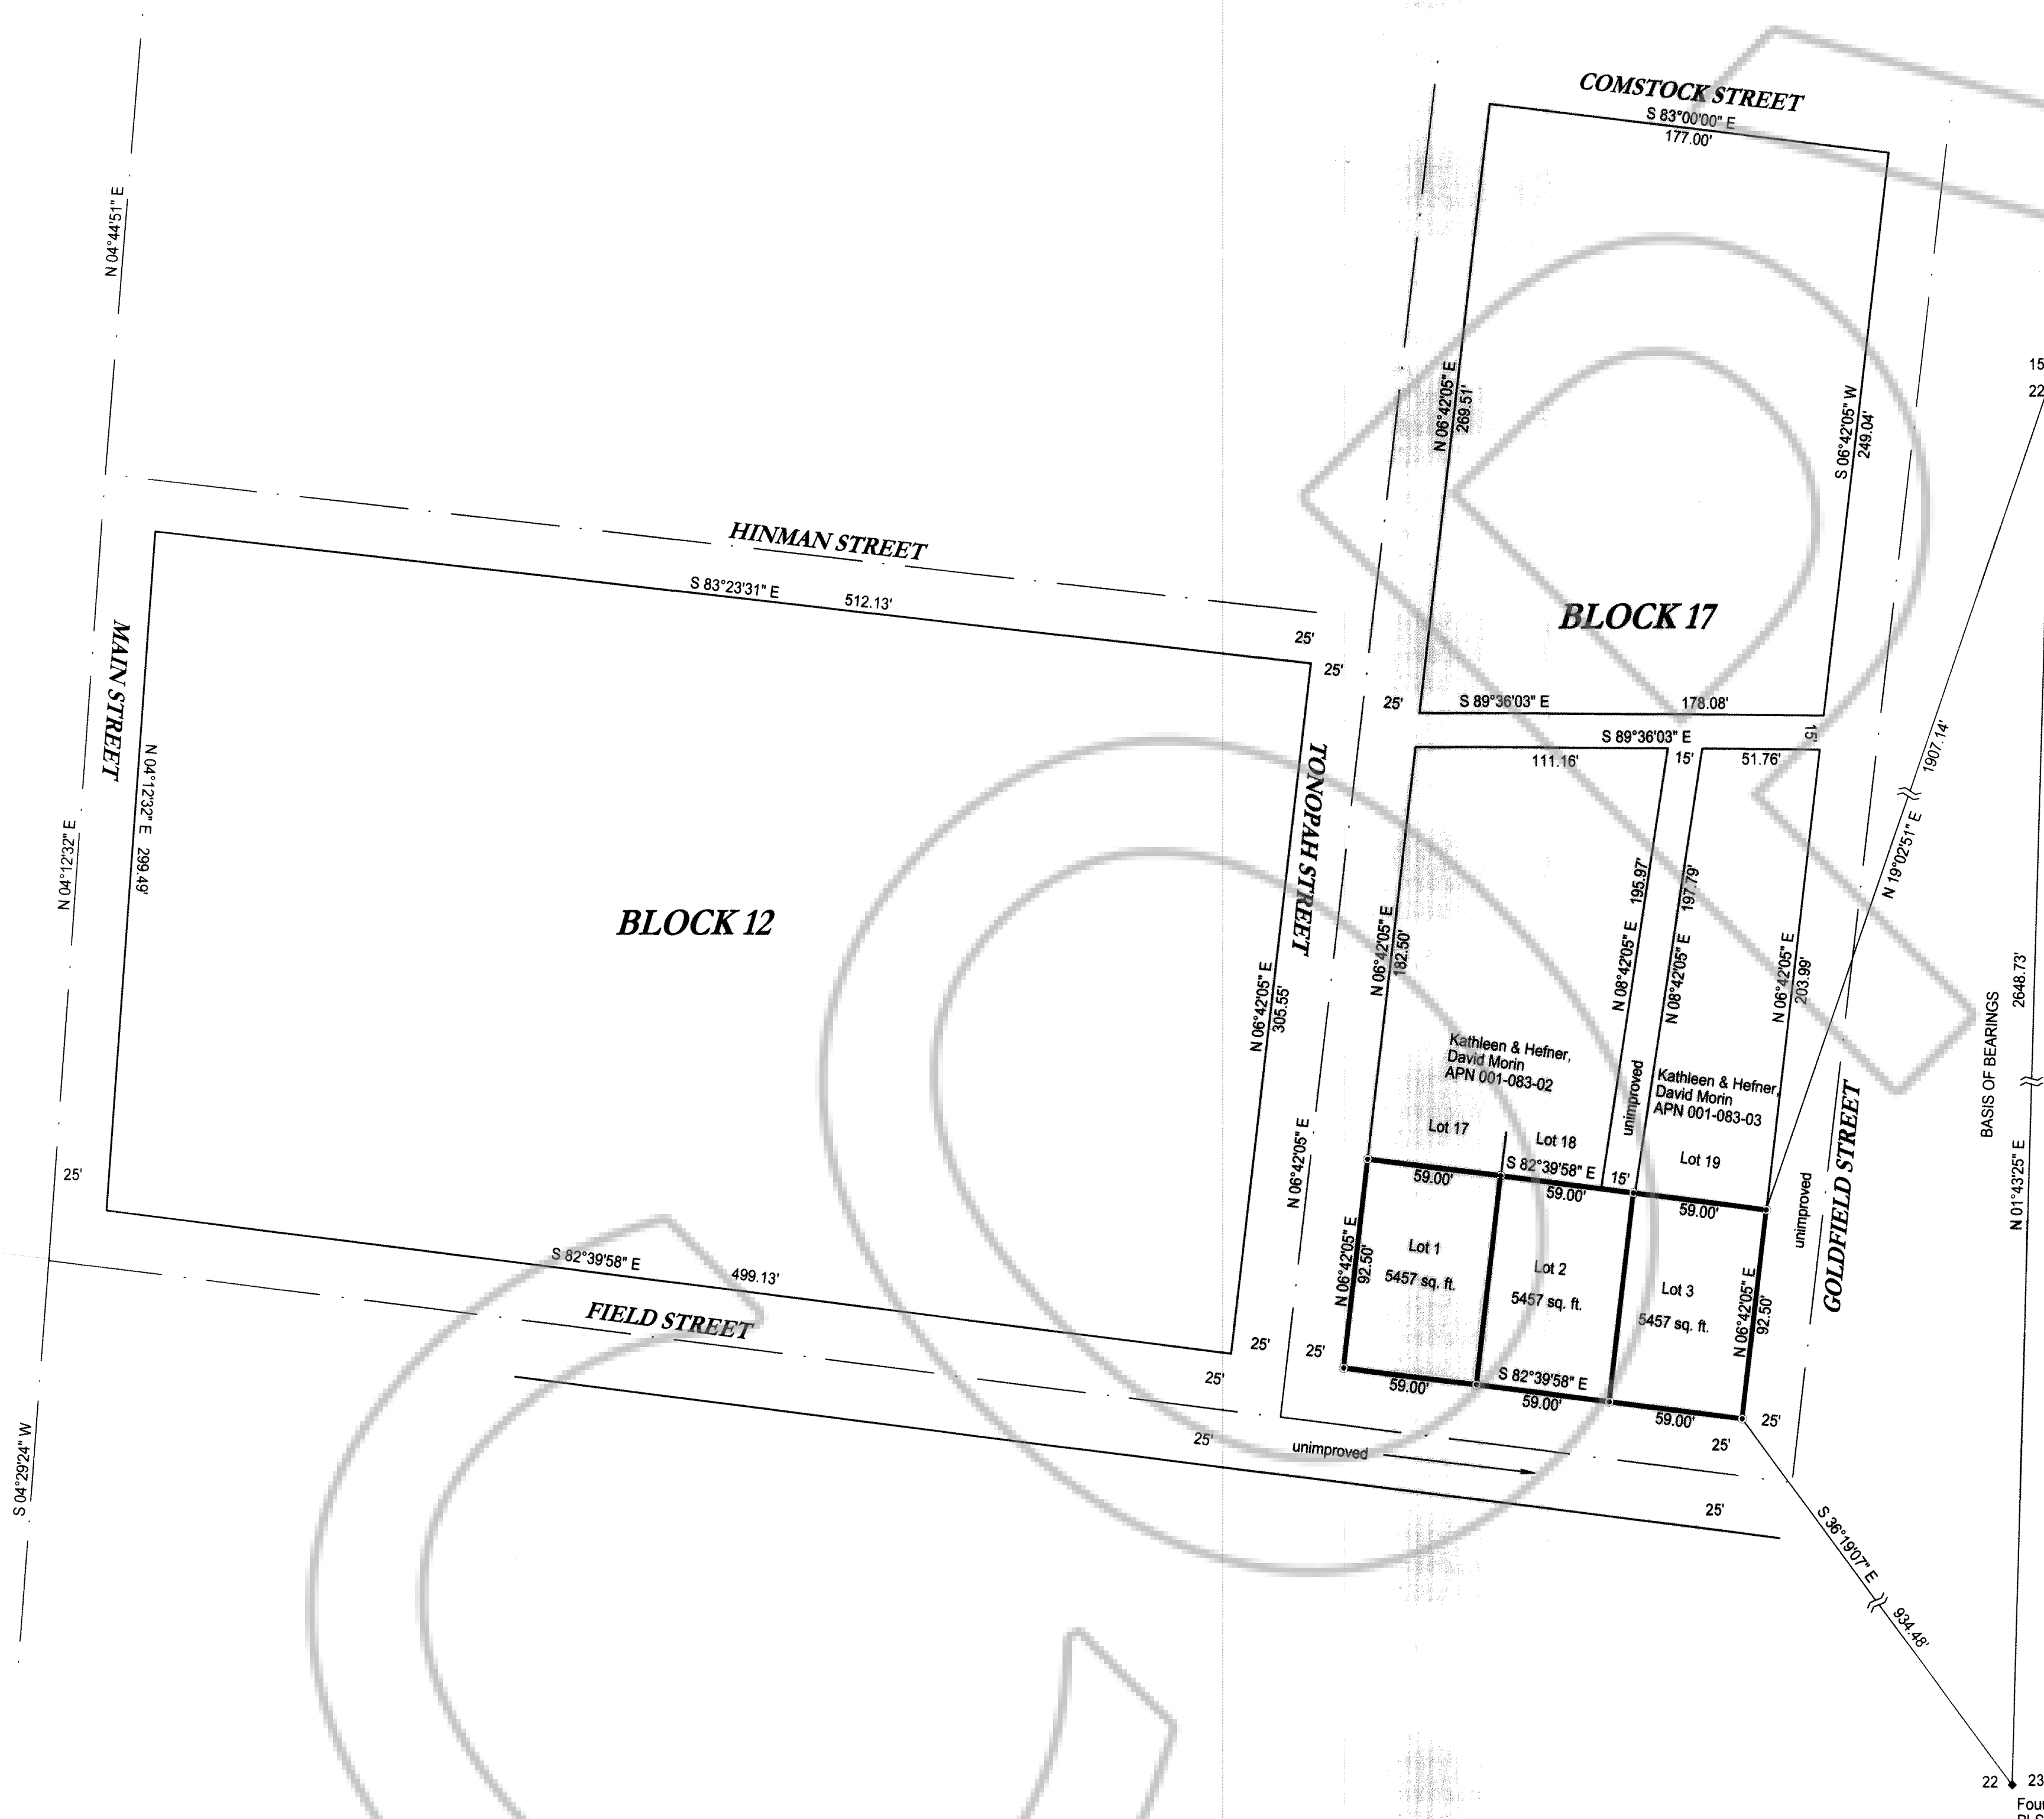 COMSTOCK STREET
S 83°00'00" E
177.00'
N 04°44'51" E
N 06°42'05" E
269.51'
S 06°42'05" W
249.04'
15
22
HINMAN STREET
S 83°23'31" E
512.13'
25'
25'
BLOCK 17
25'
S 89°36'03" E
178.08'
S 89°36'03" E
15'
111.16'
15'
51.76'
MAIN STREET
N 04°12'32" E 299.49'
N 04°12'32" E
BLOCK 12
TONOPAH STREET
N 06°42'05" E
305.55'
N 06°42'05" E
182.50'
N 08°42'05" E 195.97'
N 08°42'05" E 197.79'
N 06°42'05" E
203.99'
N 19°02'51" E
1907.14'
BASIS OF BEARINGS
N 01°43'25" E 2648.73'
Kathleen & Hefner,
David Morin
APN 001-083-02
unimproved
Kathleen & Hefner,
David Morin
APN 001-083-03
Lot 17
Lot 18
Lot 19
N 06°42'05" E
S 82°39'58" E
15'
59.00'
59.00'
59.00'
unimproved
GOLDFIELD STREET
25'
N 06°42'05" E
92.50'
Lot 1
5457 sq. ft.
Lot 2
5457 sq. ft.
Lot 3
5457 sq. ft.
N 06°42'05" E
92.50'
S 82°39'58" E
499.13'
FIELD STREET
25'
25'
25'
S 82°39'58" E
59.00'
59.00'
59.00'
25'
25'
25'
unimproved
25'
S 04°29'24" W
S 36°19'07" E
934.48'
22
23